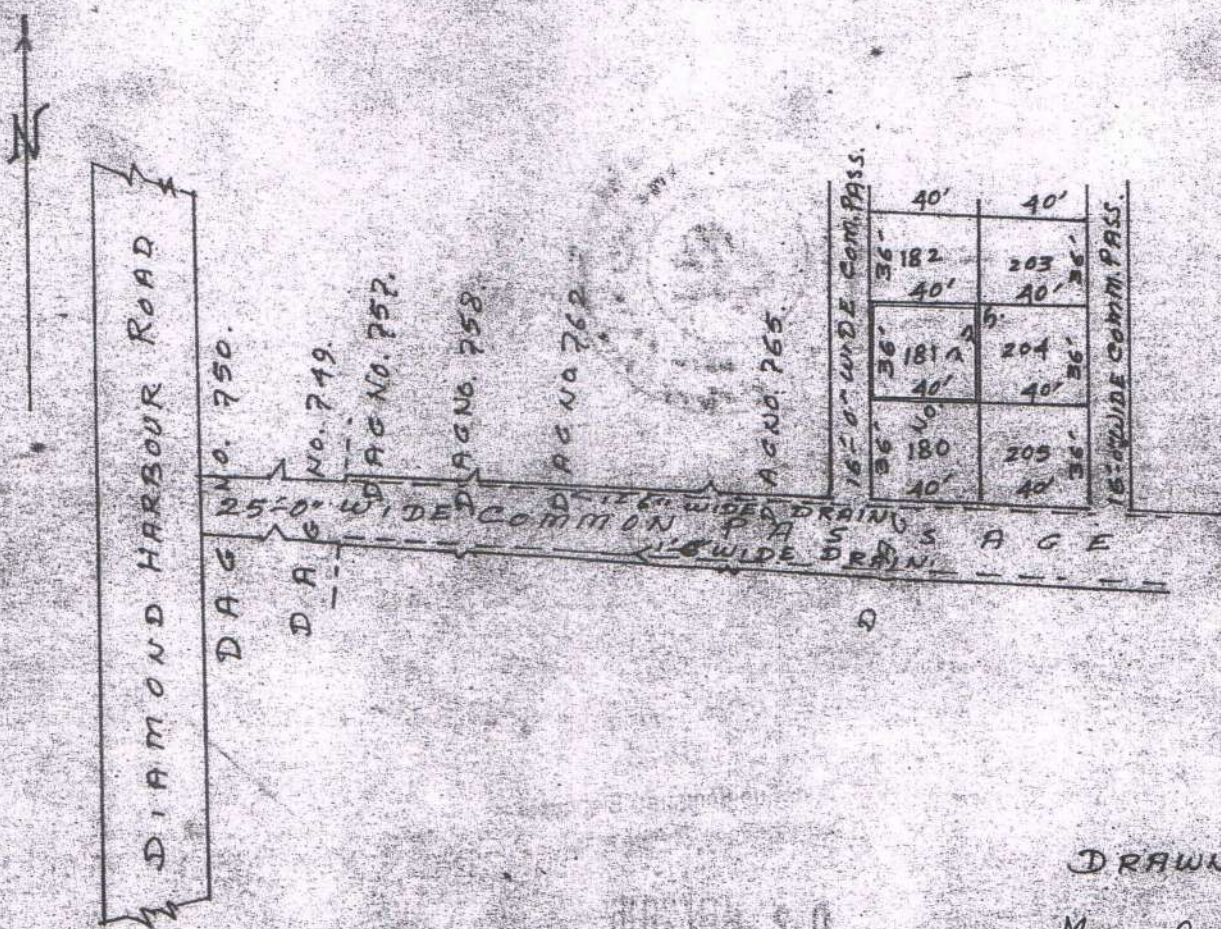 N
DIAMOND HARBOUR ROAD
DAG NO. 750.
DAG NO. 749.
DAG NO. 757.
DAG NO. 758.
DAG NO. 762
DAG NO. 765.
16'-0" WIDE COM. PASS.
40' 40'
36' 182 203 36'
40' 40'
36' 181 204 36'
40' 40'
36' 180 205 36'
40' 40'
16'-0" WIDE COMM. PASS.
WIDE DRAIN
25'-0" WIDE COMMON PASSAGE
1'-6" WIDE DRAIN.
DRAWN